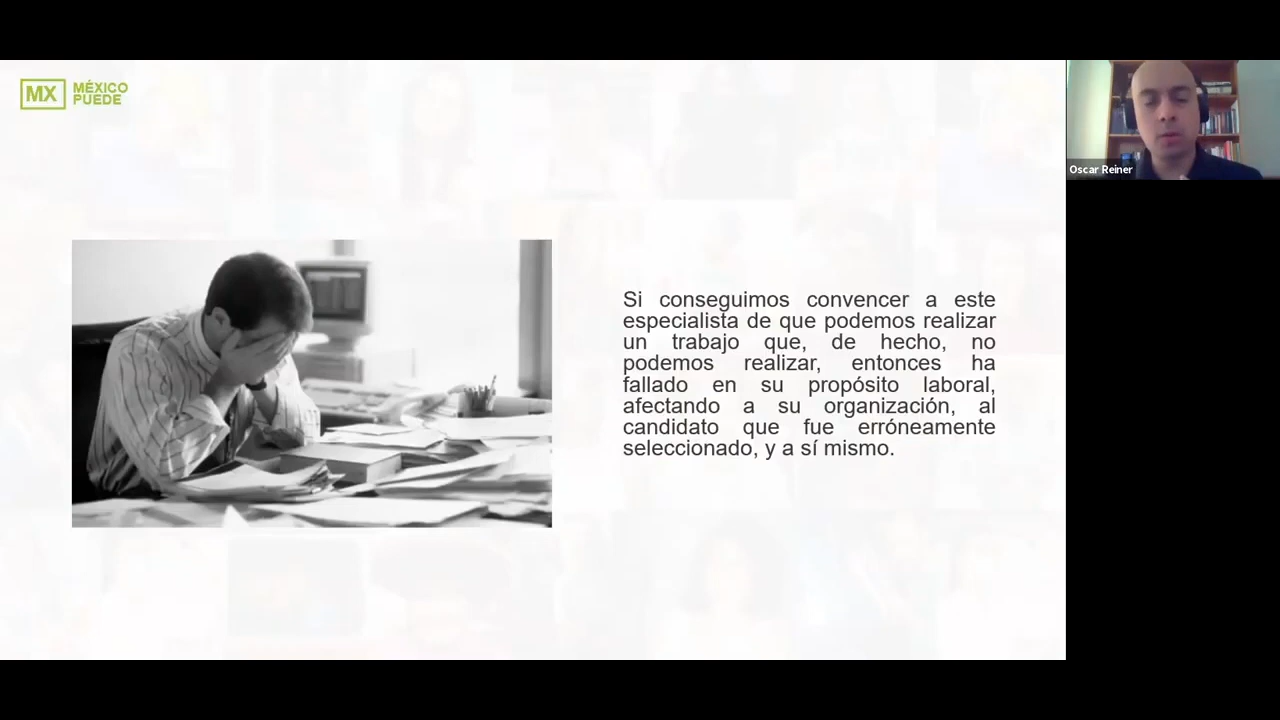 MX MÉXICO
PUEDE
Oscar Reiner
Si conseguimos convencer a este
especialista de que podemos realizar
un trabajo que, de hecho, no
podemos realizar, entonces ha
fallado en su propósito laboral,
afectando a su organización, al
candidato que fue erróneamente
seleccionado, y a sí mismo.